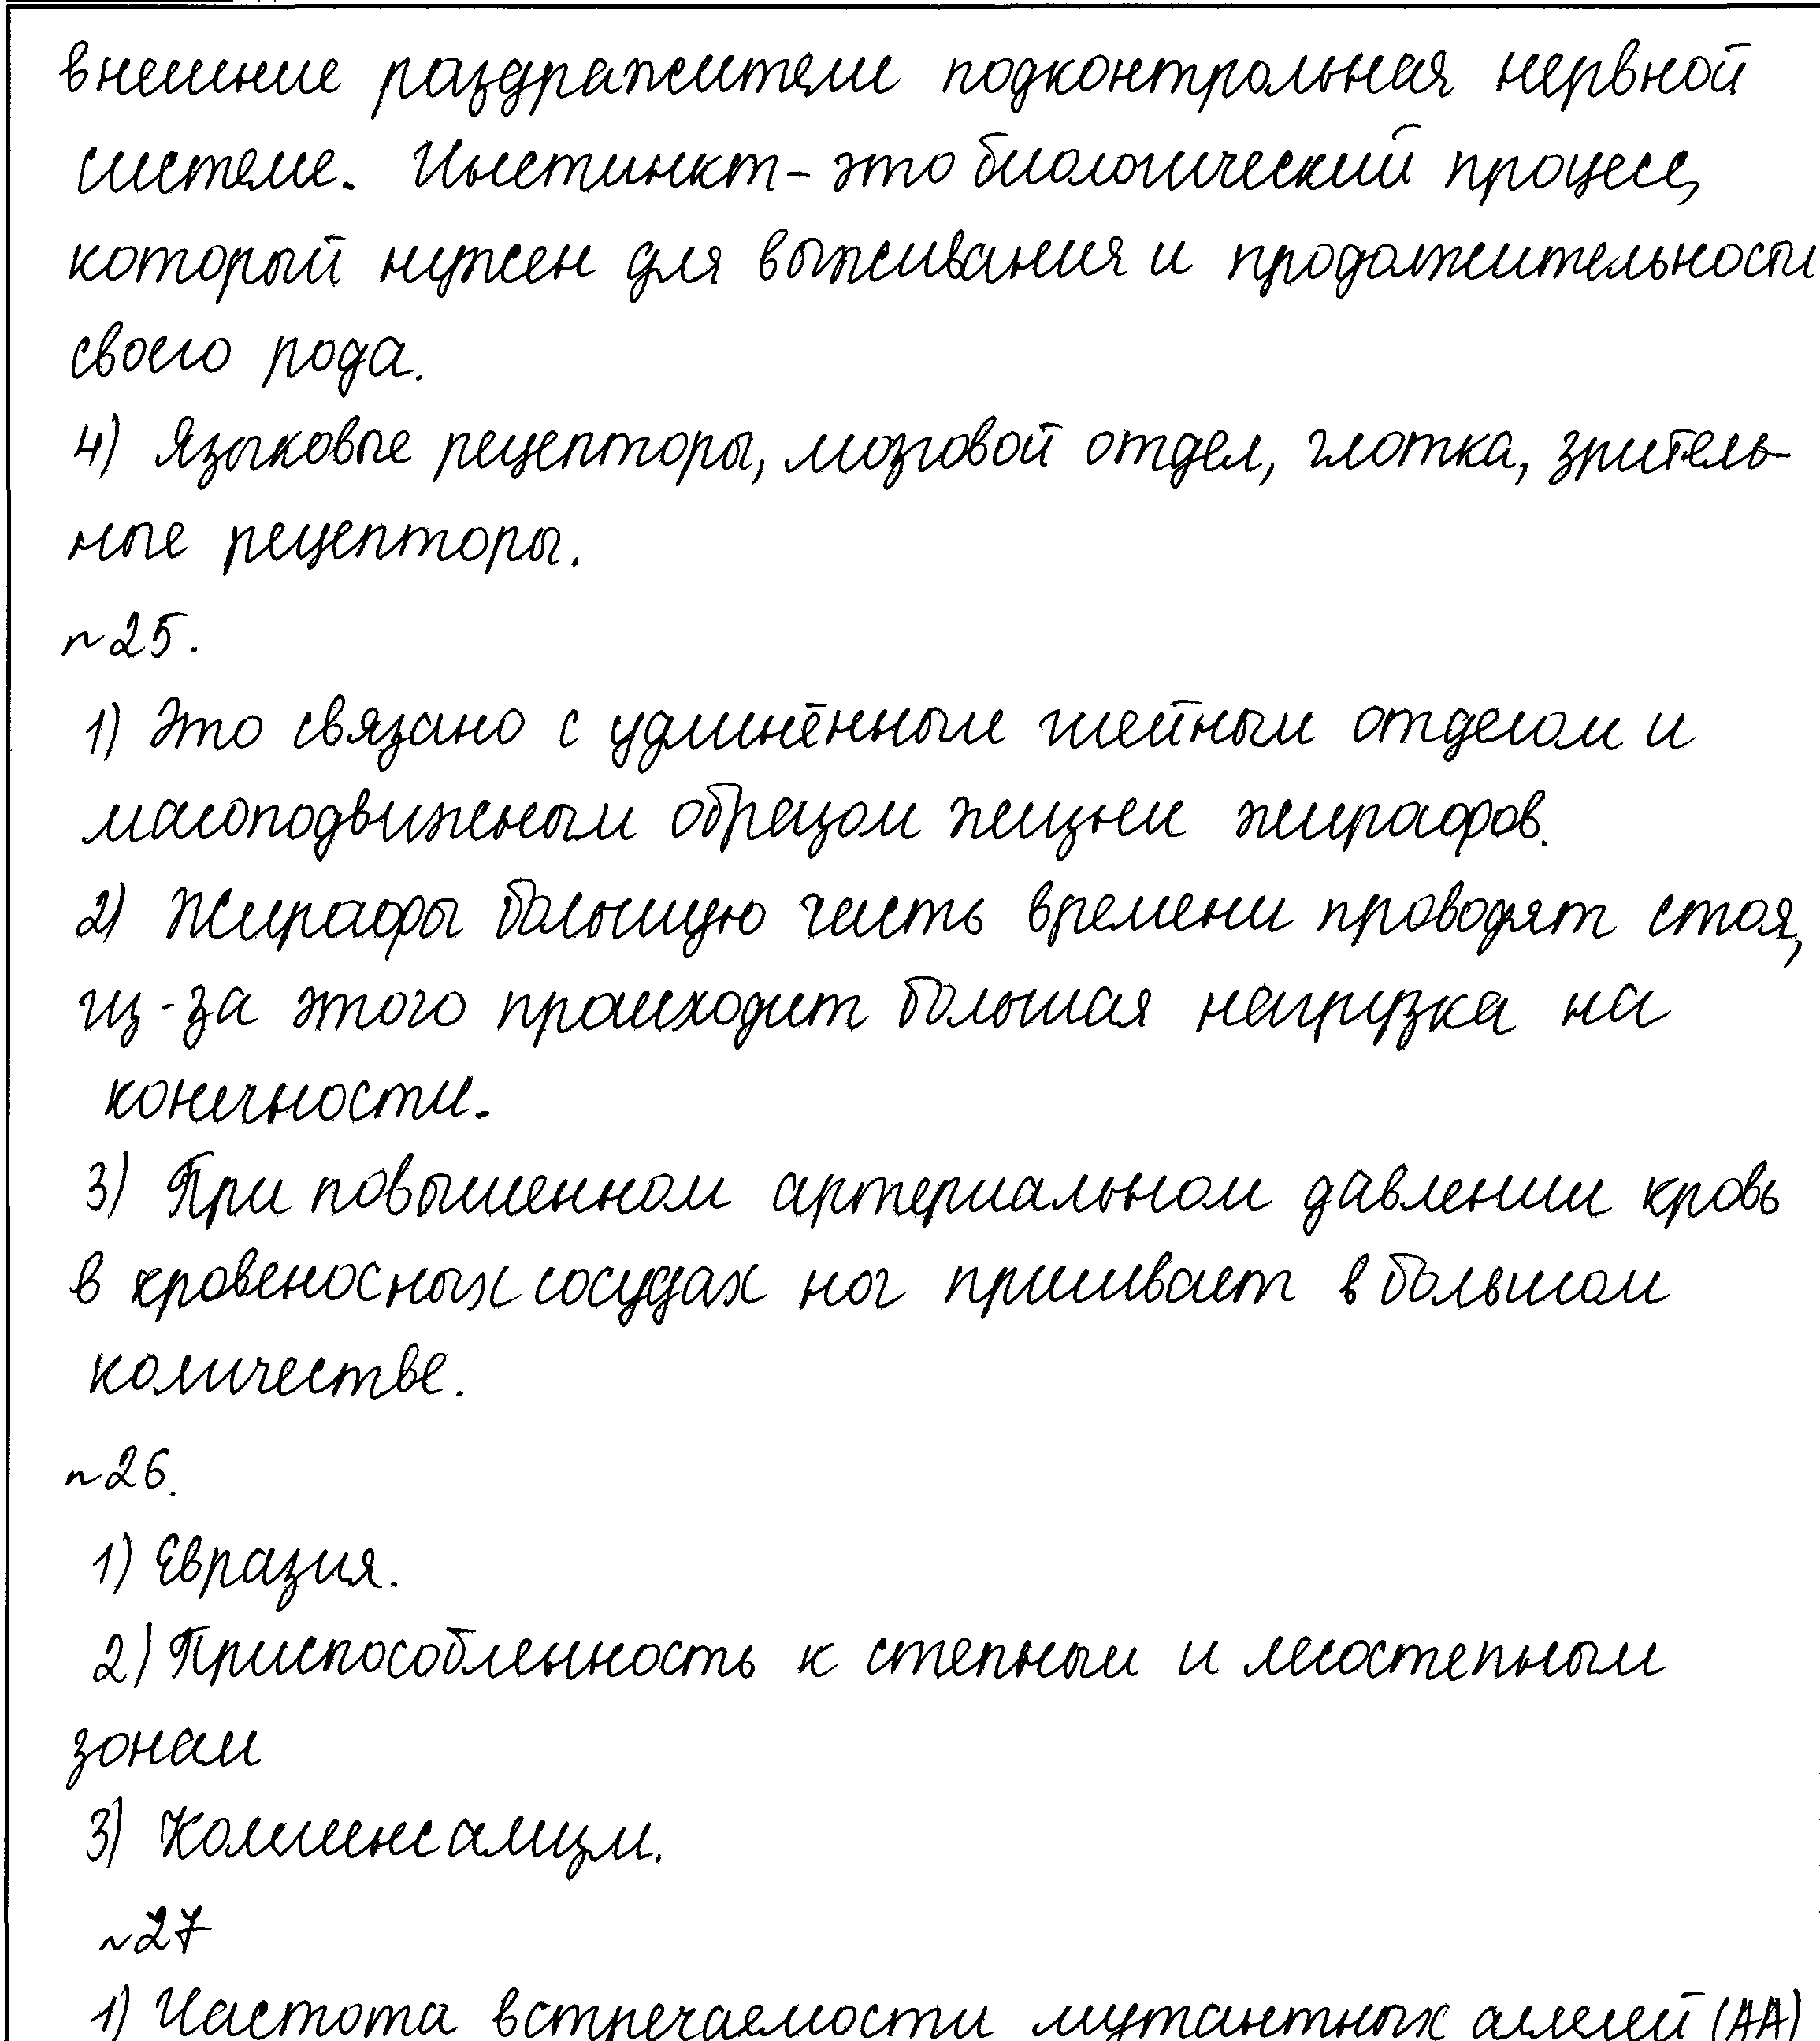 внешние раздражители подконтрольная нервной
системе. Инстинкт - это биологический процесс,
который нужен для выживания и продолжительности
своего рода.
4) Языковые рецепторы, мозговой отдел, глотка, зритель-
ные рецепторы.
№25.
1) Это связано с удлинённым шейным отделом и
малоподвижным образом жизни жирафов.
2) Жирафы большую часть времени проводят стоя,
из-за этого происходит большая нагрузка на
конечности.
3) При повышенном артериальном давлении кровь
в кровеносных сосудах ног приливает в большом
количестве.
№26.
1) Евразия.
2) Приспособленность к степным и лесостепным
зонам
3) Комменсализм.
№27
1) Частота встречаемости мутантных аллелей (АА)